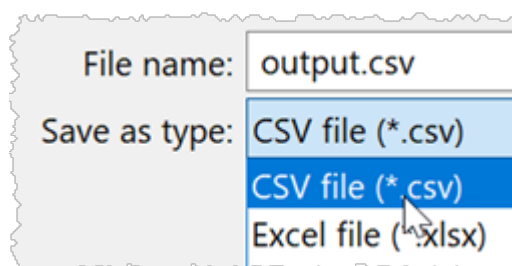 File name: output.csv
Save as type: CSV file (*.csv)
CSV file (*.csv)
Excel file (*.xlsx)